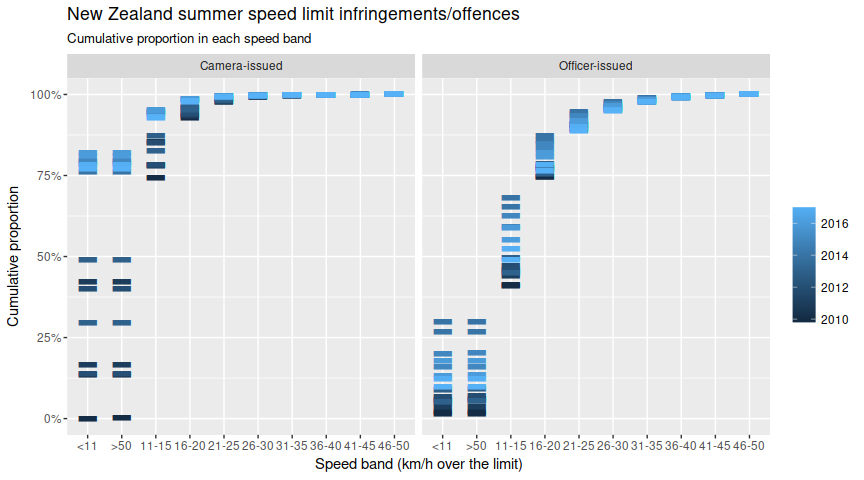 New Zealand summer speed limit infringements/offences
Cumulative proportion in each speed band
Camera-issued Officer-issued
100%
75%
50%
25%
0%
Cumulative proportion
<11 >50 11-15 16-20 21-25 26-30 31-35 36-40 41-45 46-50 <11 >50 11-15 16-20 21-25 26-30 31-35 36-40 41-45 46-50
Speed band (km/h over the limit)
2016
2014
2012
2010